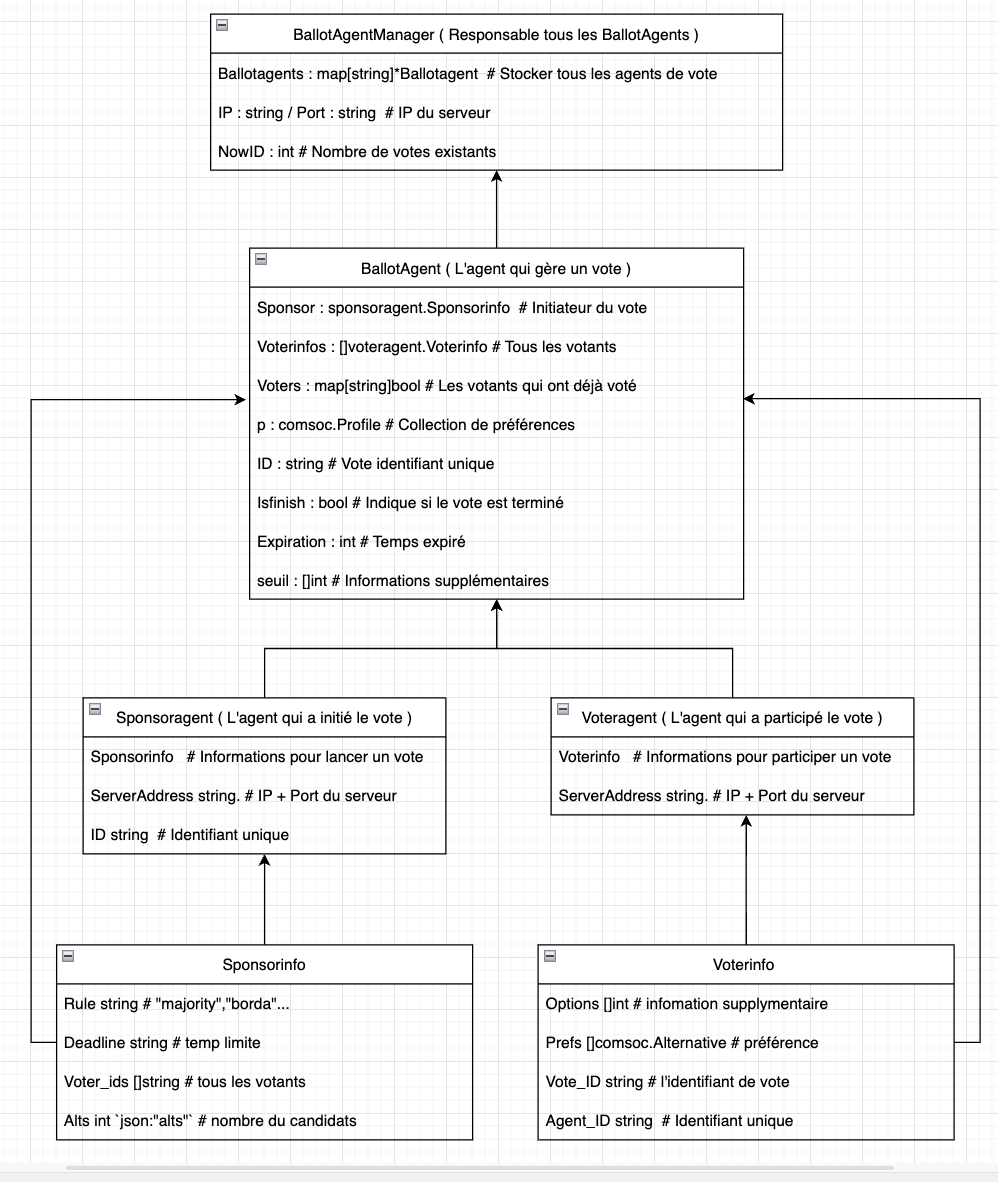 BallotAgentManager ( Responsable tous les BallotAgents )
Ballotagents : map[string]*Ballotagent  # Stocker tous les agents de vote
IP : string / Port : string  # IP du serveur
NowID : int # Nombre de votes existants
BallotAgent ( L'agent qui gère un vote )
Sponsor : sponsoragent.Sponsorinfo  # Initiateur du vote
Voterinfos : []voteragent.Voterinfo # Tous les votants
Voters : map[string]bool # Les votants qui ont déjà voté
p : comsoc.Profile # Collection de préférences
ID : string # Vote identifiant unique
Isfinish : bool # Indique si le vote est terminé
Expiration : int # Temps expiré
seuil : []int # Informations supplémentaires
Sponsoragent ( L'agent qui a initié le vote )
Sponsorinfo   # Informations pour lancer un vote
ServerAddress string. # IP + Port du serveur
ID string  # Identifiant unique
Voteragent ( L'agent qui a participé le vote )
Voterinfo   # Informations pour participer un vote
ServerAddress string. # IP + Port du serveur
Sponsorinfo
Rule string # "majority","borda"...
Deadline string # temp limite
Voter_ids []string # tous les votants
Alts int `json:"alts"` # nombre du candidats
Voterinfo
Options []int # infomation supplymentaire
Prefs []comsoc.Alternative # préférence
Vote_ID string # l'identifiant de vote
Agent_ID string  # Identifiant unique